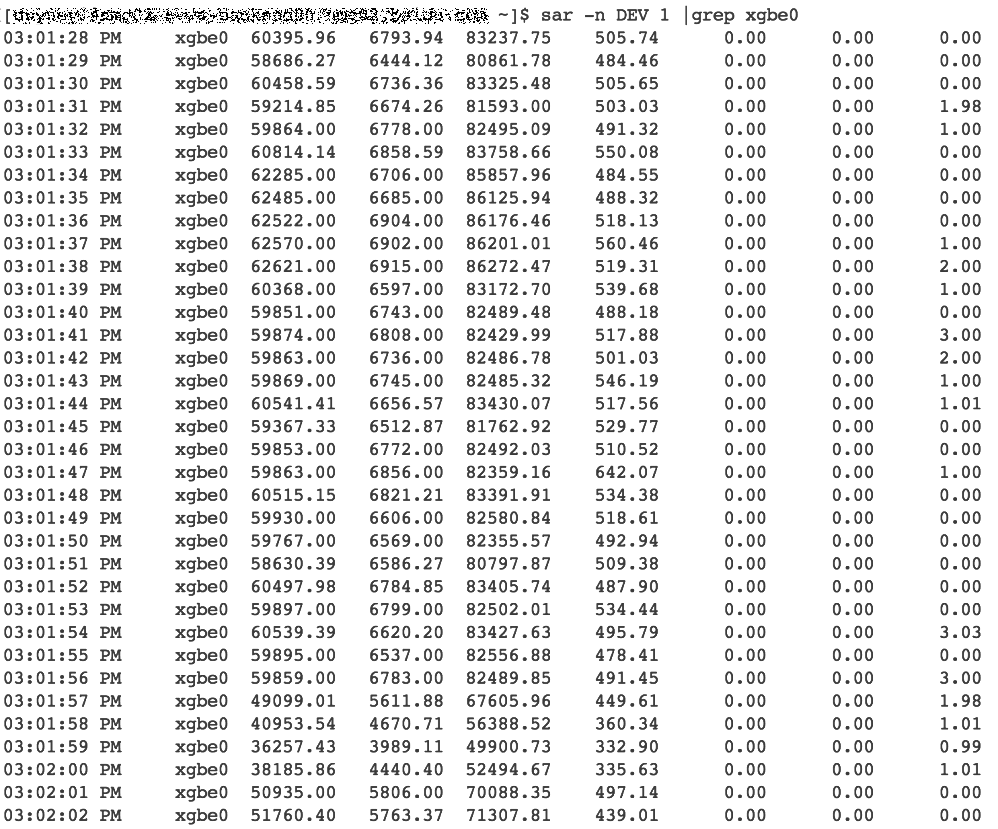 ~]$ sar -n DEV 1 |grep xgbe0
03:01:28 PM xgbe0 60395.96 6793.94 83237.75 505.74 0.00 0.00 0.00
03:01:29 PM xgbe0 58686.27 6444.12 80861.78 484.46 0.00 0.00 0.00
03:01:30 PM xgbe0 60458.59 6736.36 83325.48 505.65 0.00 0.00 0.00
03:01:31 PM xgbe0 59214.85 6674.26 81593.00 503.03 0.00 0.00 1.98
03:01:32 PM xgbe0 59864.00 6778.00 82495.09 491.32 0.00 0.00 1.00
03:01:33 PM xgbe0 60814.14 6858.59 83758.66 550.08 0.00 0.00 0.00
03:01:34 PM xgbe0 62285.00 6706.00 85857.96 484.55 0.00 0.00 0.00
03:01:35 PM xgbe0 62485.00 6685.00 86125.94 488.32 0.00 0.00 0.00
03:01:36 PM xgbe0 62522.00 6904.00 86176.46 518.13 0.00 0.00 0.00
03:01:37 PM xgbe0 62570.00 6902.00 86201.01 560.46 0.00 0.00 1.00
03:01:38 PM xgbe0 62621.00 6915.00 86272.47 519.31 0.00 0.00 2.00
03:01:39 PM xgbe0 60368.00 6597.00 83172.70 539.68 0.00 0.00 1.00
03:01:40 PM xgbe0 59851.00 6743.00 82489.48 488.18 0.00 0.00 0.00
03:01:41 PM xgbe0 59874.00 6808.00 82429.99 517.88 0.00 0.00 3.00
03:01:42 PM xgbe0 59863.00 6736.00 82486.78 501.03 0.00 0.00 2.00
03:01:43 PM xgbe0 59869.00 6745.00 82485.32 546.19 0.00 0.00 1.00
03:01:44 PM xgbe0 60541.41 6656.57 83430.07 517.56 0.00 0.00 1.01
03:01:45 PM xgbe0 59367.33 6512.87 81762.92 529.77 0.00 0.00 0.00
03:01:46 PM xgbe0 59853.00 6772.00 82492.03 510.52 0.00 0.00 0.00
03:01:47 PM xgbe0 59863.00 6856.00 82359.16 642.07 0.00 0.00 1.00
03:01:48 PM xgbe0 60515.15 6821.21 83391.91 534.38 0.00 0.00 0.00
03:01:49 PM xgbe0 59930.00 6606.00 82580.84 518.61 0.00 0.00 0.00
03:01:50 PM xgbe0 59767.00 6569.00 82355.57 492.94 0.00 0.00 0.00
03:01:51 PM xgbe0 58630.39 6586.27 80797.87 509.38 0.00 0.00 0.00
03:01:52 PM xgbe0 60497.98 6784.85 83405.74 487.90 0.00 0.00 0.00
03:01:53 PM xgbe0 59897.00 6799.00 82502.01 534.44 0.00 0.00 0.00
03:01:54 PM xgbe0 60539.39 6620.20 83427.63 495.79 0.00 0.00 3.03
03:01:55 PM xgbe0 59895.00 6537.00 82556.88 478.41 0.00 0.00 0.00
03:01:56 PM xgbe0 59859.00 6783.00 82489.85 491.45 0.00 0.00 3.00
03:01:57 PM xgbe0 49099.01 5611.88 67605.96 449.61 0.00 0.00 1.98
03:01:58 PM xgbe0 40953.54 4670.71 56388.52 360.34 0.00 0.00 1.01
03:01:59 PM xgbe0 36257.43 3989.11 49900.73 332.90 0.00 0.00 0.99
03:02:00 PM xgbe0 38185.86 4440.40 52494.67 335.63 0.00 0.00 1.01
03:02:01 PM xgbe0 50935.00 5806.00 70088.35 497.14 0.00 0.00 0.00
03:02:02 PM xgbe0 51760.40 5763.37 71307.81 439.01 0.00 0.00 0.00